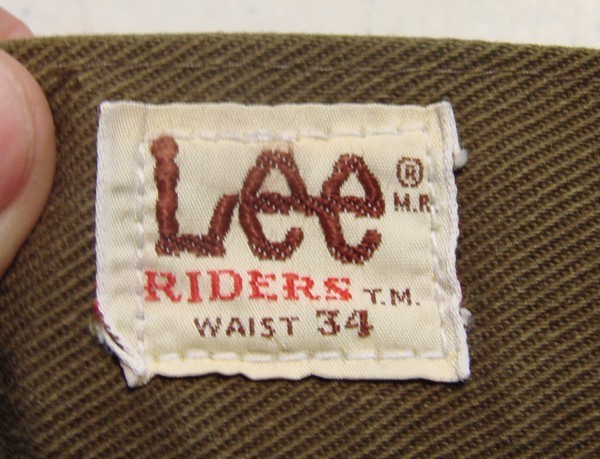 Lee ®
M.R.
RIDERS T.M.
WAIST 34